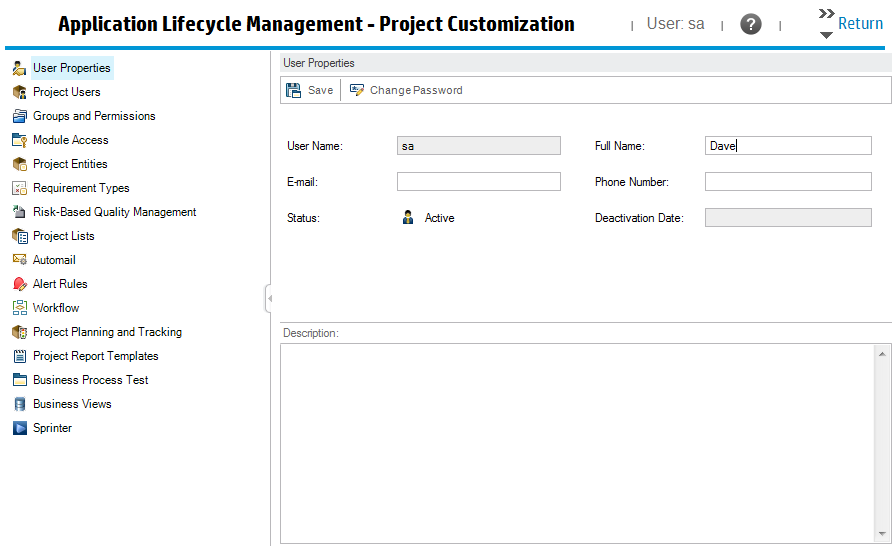 Application Lifecycle Management - Project Customization
User: sa
?
Return
User Properties
Project Users
Groups and Permissions
Module Access
Project Entities
Requirement Types
Risk-Based Quality Management
Project Lists
Automail
Alert Rules
Workflow
Project Planning and Tracking
Project Report Templates
Business Process Test
Business Views
Sprinter
User Properties
Save Change Password
User Name: sa Full Name: Dave
E-mail: Phone Number:
Status: Active Deactivation Date:
Description: